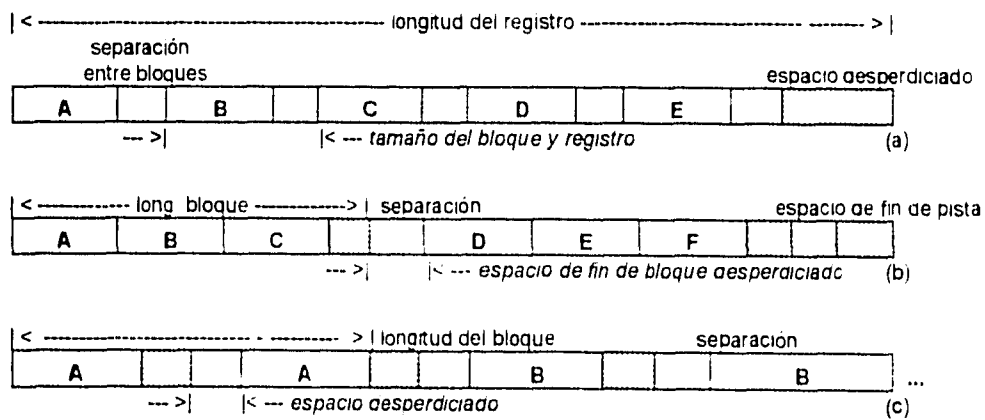 |< --- longitud del registro --- >|
separación
entre bloques
espacio desperdiciado
A B C D E
--- >| |< --- tamaño del bloque y registro (a)
|< --- long bloque --- >| separación espacio de fin de pista
A B C D E F
--- >| |< --- espacio de fin de bloque desperdiciado (b)
|< --- - --- >| longitud del bloque separación
A A B B ...
--- >| |< --- espacio desperdiciado (c)